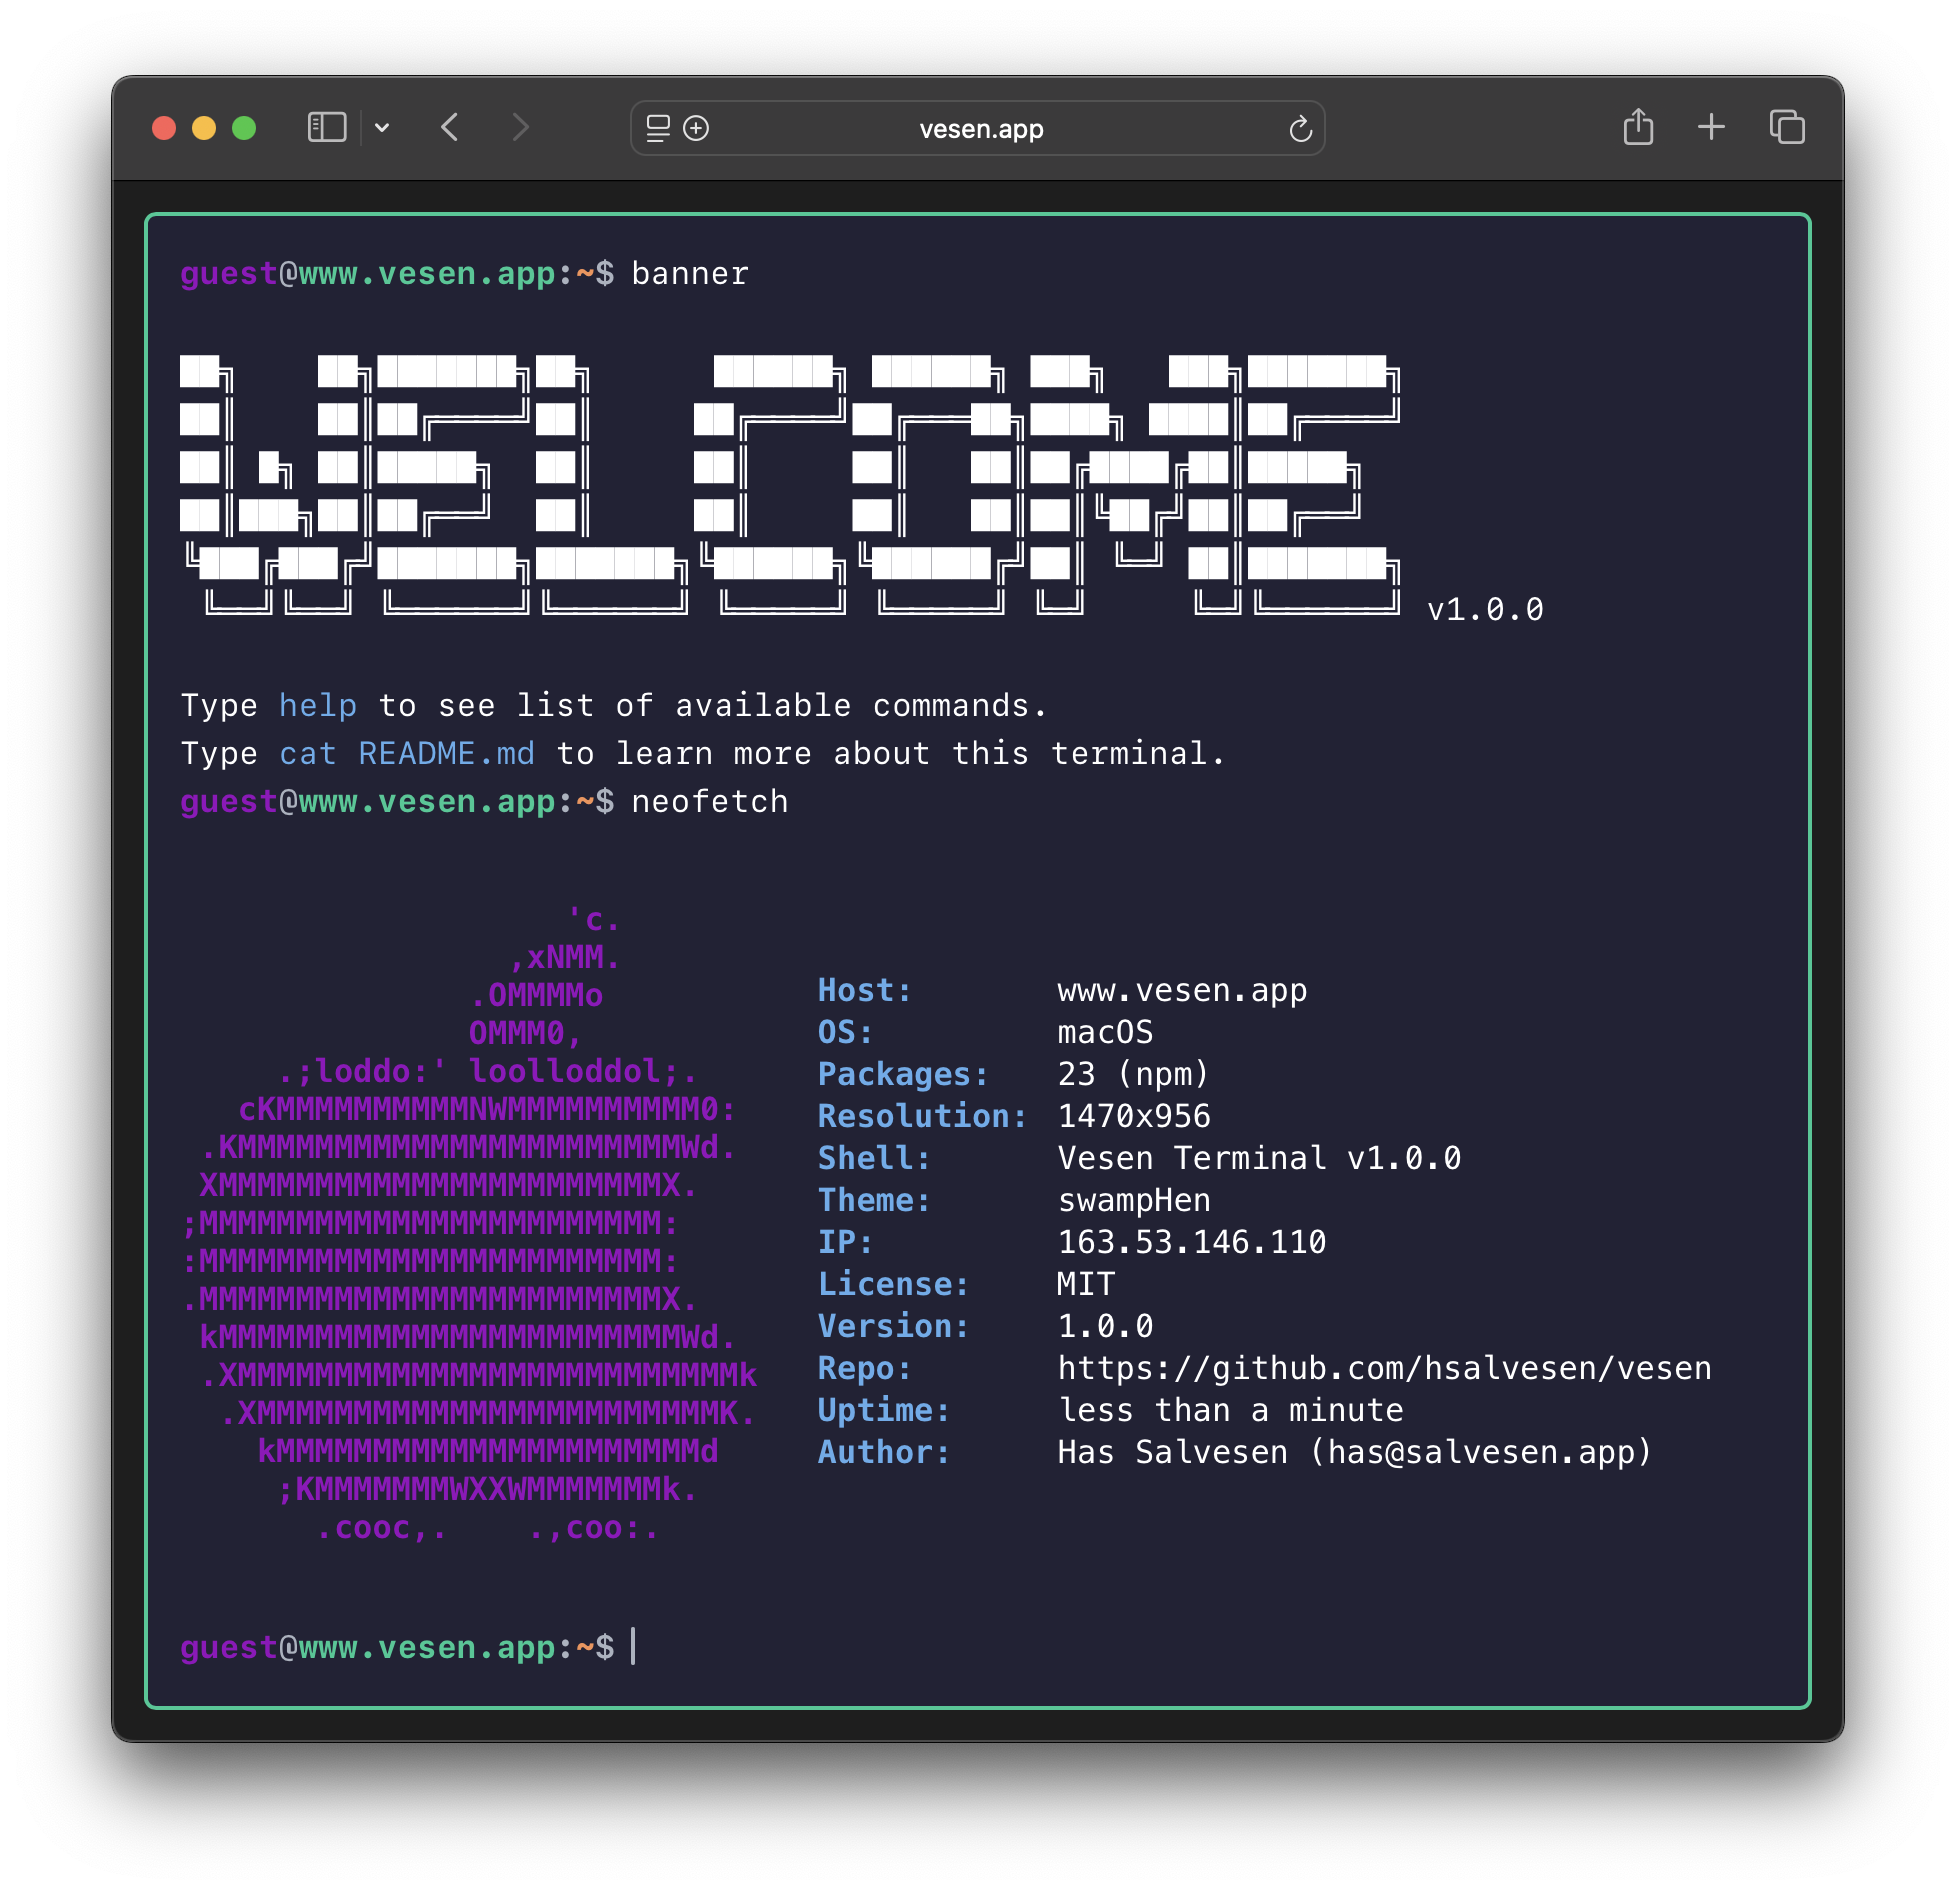 vesen.app
guest@www.vesen.app:~$ banner
WELCOME
v1.0.0
Type help to see list of available commands.
Type cat README.md to learn more about this terminal.
guest@www.vesen.app:~$ neofetch
'c.
,xNMM.
.OMMMMo
OMMM0,
.;loddo:' loolloddol;.
cKMMMMMMMMMMNWMMMMMMMMMM0:
.KMMMMMMMMMMMMMMMMMMMMMMMWd.
XMMMMMMMMMMMMMMMMMMMMMMMX.
;MMMMMMMMMMMMMMMMMMMMMMMM:
:MMMMMMMMMMMMMMMMMMMMMMMM:
.MMMMMMMMMMMMMMMMMMMMMMMMX.
kMMMMMMMMMMMMMMMMMMMMMMMMWd.
.XMMMMMMMMMMMMMMMMMMMMMMMMMMk
.XMMMMMMMMMMMMMMMMMMMMMMMMK.
kMMMMMMMMMMMMMMMMMMMMMMd
;KMMMMMMMWXXWMMMMMMMk.
.cooc,.    .,coo:.
Host: www.vesen.app
OS: macOS
Packages: 23 (npm)
Resolution: 1470x956
Shell: Vesen Terminal v1.0.0
Theme: swampHen
IP: 163.53.146.110
License: MIT
Version: 1.0.0
Repo: https://github.com/hsalvesen/vesen
Uptime: less than a minute
Author: Has Salvesen (has@salvesen.app)
guest@www.vesen.app:~$